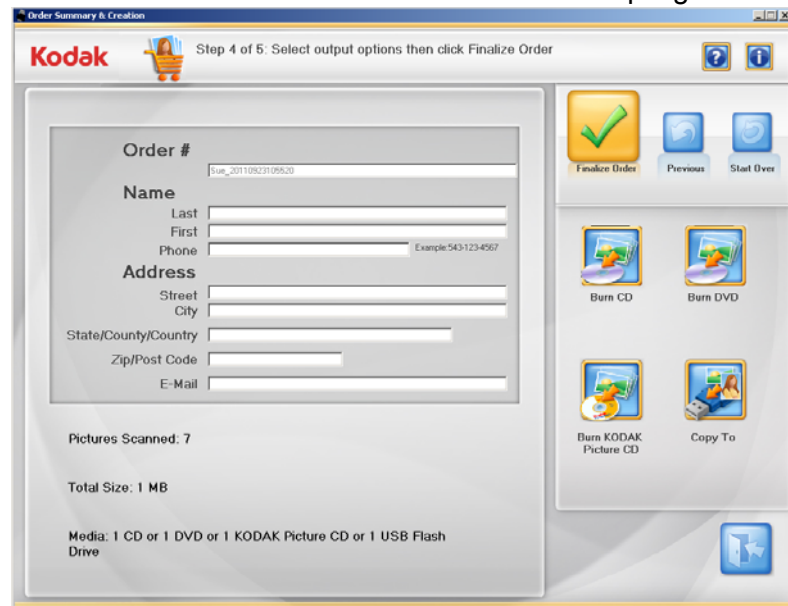 Order Summary & Creation
Kodak
Step 4 of 5: Select output options then click Finalize Order
Order #
Sue_20110923105520
Name
Last
First
Phone
Example:543-123-4567
Address
Street
City
State/County/Country
Zip/Post Code
E-Mail
Pictures Scanned: 7
Total Size: 1 MB
Media: 1 CD or 1 DVD or 1 KODAK Picture CD or 1 USB Flash
Drive
Finalize Order
Previous
Start Over
Burn CD
Burn DVD
Burn KODAK
Picture CD
Copy To